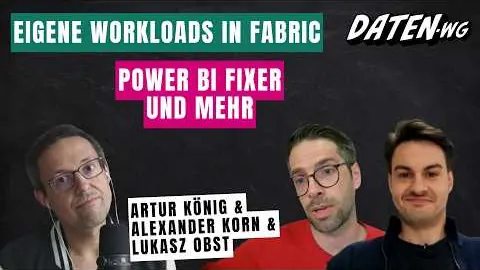 EIGENE WORKLOADS IN FABRIC
DATEN-WG
POWER BI FIXER
UND MEHR
ARTUR KÖNIG &
ALEXANDER KORN &
LUKASZ OBST